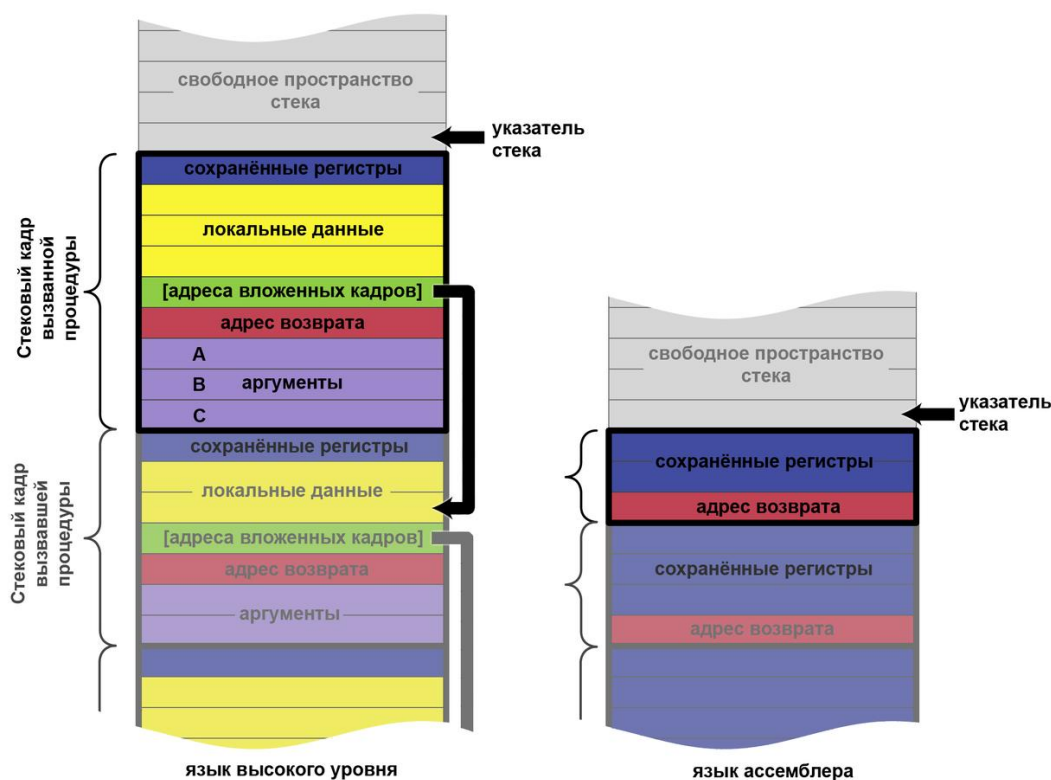 свободное пространство
стека
указатель
стека
сохранённые регистры
локальные данные
[адреса вложенных кадров]
адрес возврата
A
B аргументы
C
Стековый кадр
вызванной
процедуры
сохранённые регистры
локальные данные
[адреса вложенных кадров]
адрес возврата
аргументы
Стековый кадр
вызвавшей
процедуры
язык высокого уровня
свободное пространство
стека
указатель
стека
сохранённые регистры
адрес возврата
сохранённые регистры
адрес возврата
язык ассемблера